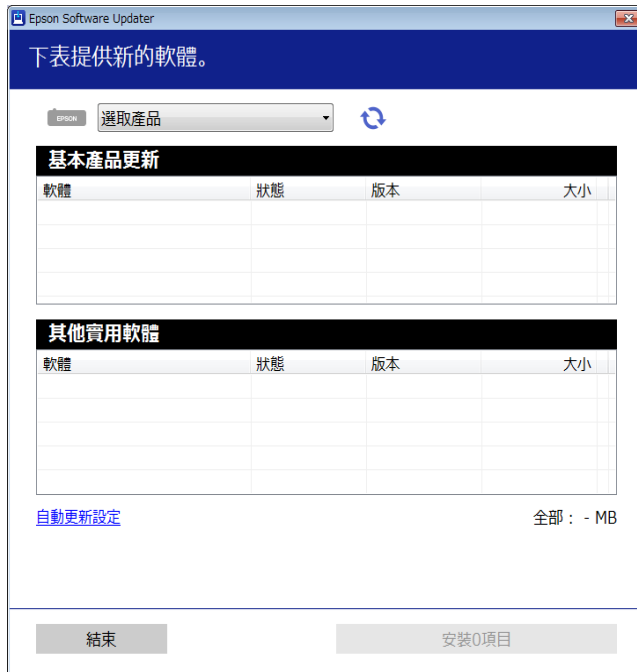 Epson Software Updater
下表提供新的軟體。
EPSON 選取產品
基本產品更新
軟體 狀態 版本 大小
其他實用軟體
軟體 狀態 版本 大小
自動更新設定 全部： - MB
結束 安裝0項目